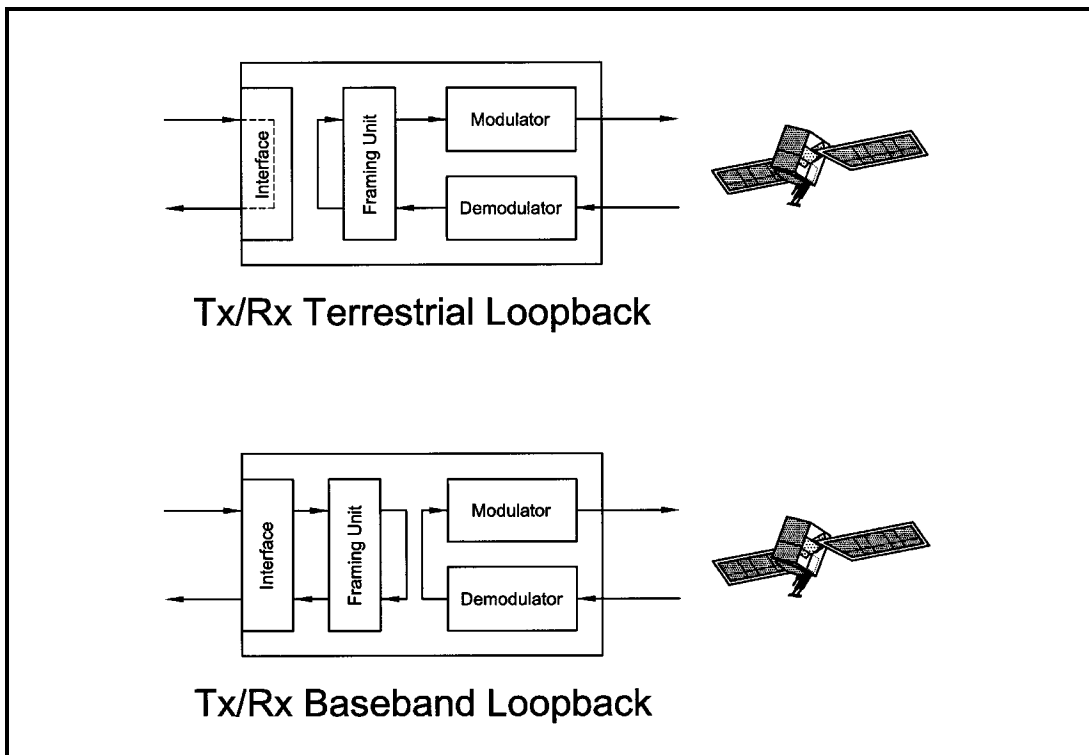 Interface
Framing Unit
Modulator
Demodulator
Tx/Rx Terrestrial Loopback
Interface
Framing Unit
Modulator
Demodulator
Tx/Rx Baseband Loopback